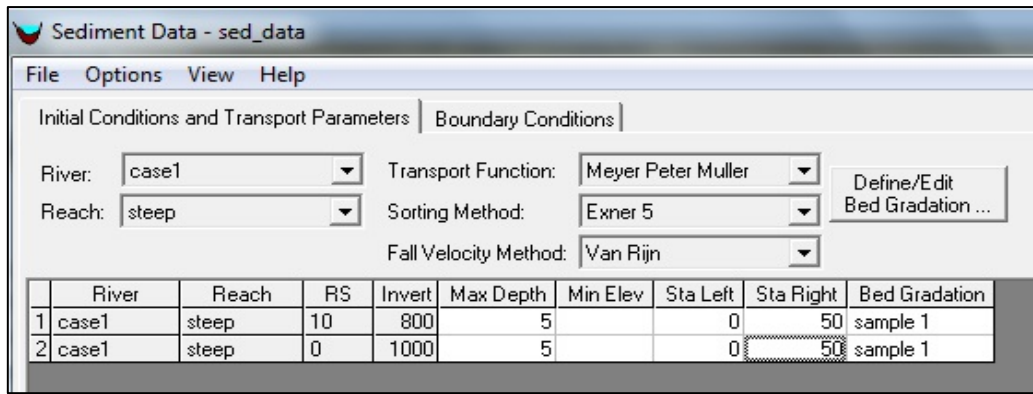 Sediment Data - sed_data
File Options View Help
Initial Conditions and Transport Parameters Boundary Conditions
River: case1 Transport Function: Meyer Peter Muller Define/Edit Bed Gradation ...
Reach: steep Sorting Method: Exner 5
Fall Velocity Method: Van Rijn
River Reach RS Invert Max Depth Min Elev Sta Left Sta Right Bed Gradation
1 case1 steep 10 800 5 0 50 sample 1
2 case1 steep 0 1000 5 0 50 sample 1